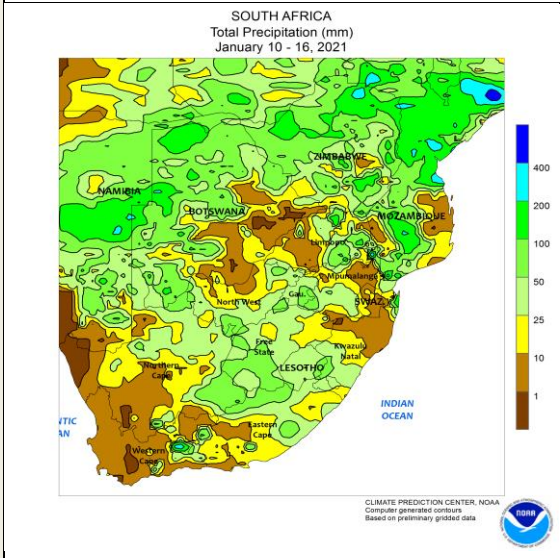 SOUTH AFRICA
Total Precipitation (mm)
January 10 - 16, 2021
ZIMBABWE
NAMIBIA
BOTSWANA
MOZAMBIQUE
Limpopo
Mpumalanga
North West
Gau.
SWAZ.
Free
State
Kwazulu
Natal
LESOTHO
Northern
Cape
Eastern
Cape
Western
Cape
INDIAN
OCEAN
NTIC
AN
400
200
100
50
25
10
1
CLIMATE PREDICTION CENTER, NOAA
Computer generated contours
Based on preliminary gridded data
NOAA